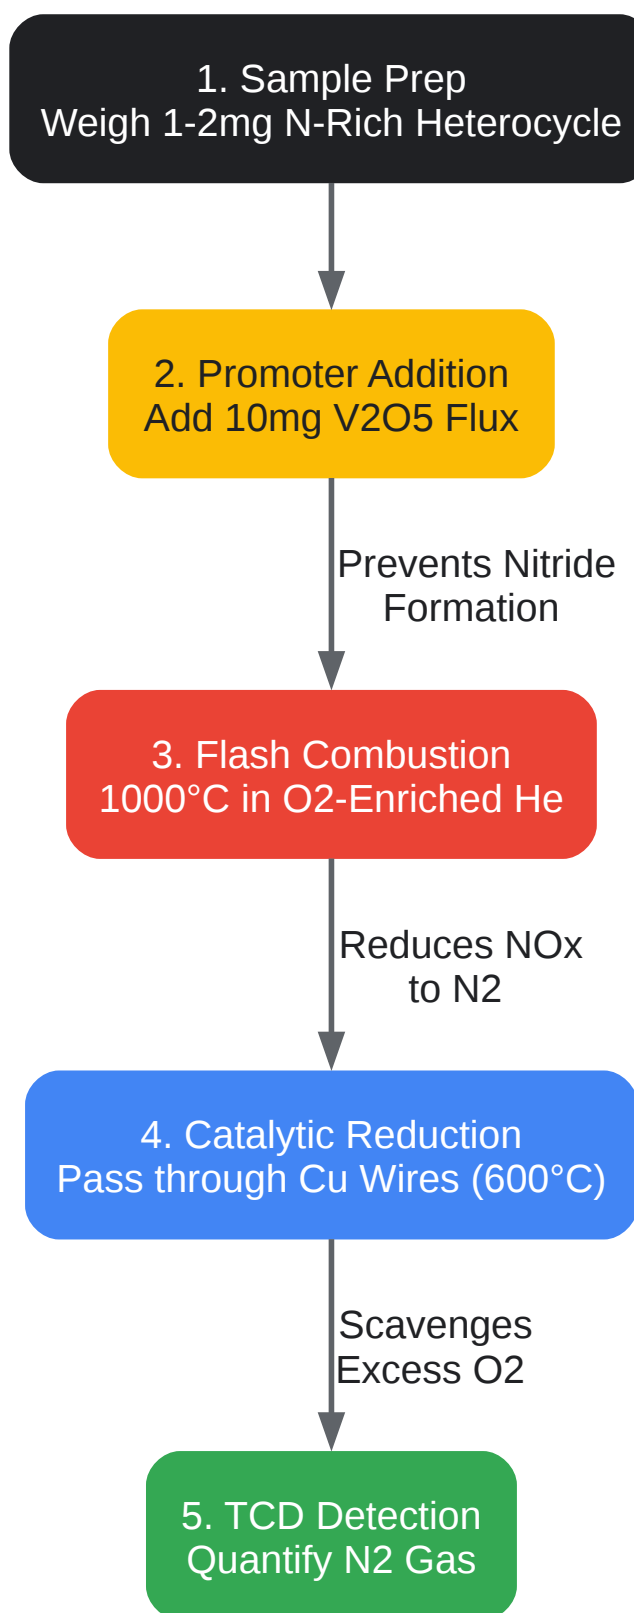 1. Sample Prep
Weigh 1-2mg N-Rich Heterocycle
2. Promoter Addition
Add 10mg V2O5 Flux
Prevents Nitride
Formation
3. Flash Combustion
1000°C in O2-Enriched He
Reduces NOx
to N2
4. Catalytic Reduction
Pass through Cu Wires (600°C)
Scavenges
Excess O2
5. TCD Detection
Quantify N2 Gas